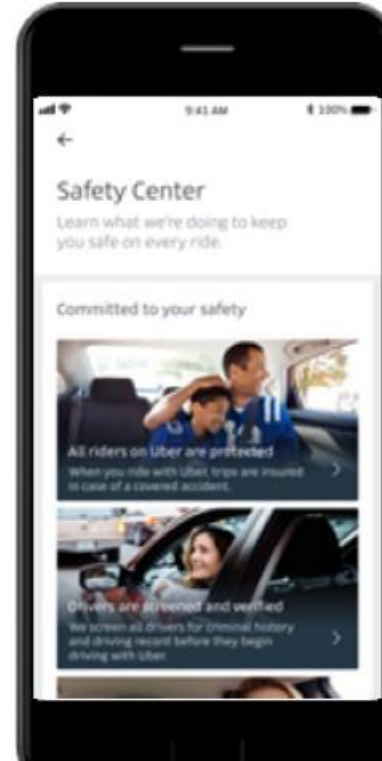 9:41 AM
100%
Safety Center
Learn what we're doing to keep
you safe on every ride.
Committed to your safety
All riders on Uber are protected
When you ride with Uber, trips are insured
in case of a covered accident.
Drivers are screened and verified
We screen all drivers for criminal history
and driving record before they begin
driving with Uber.